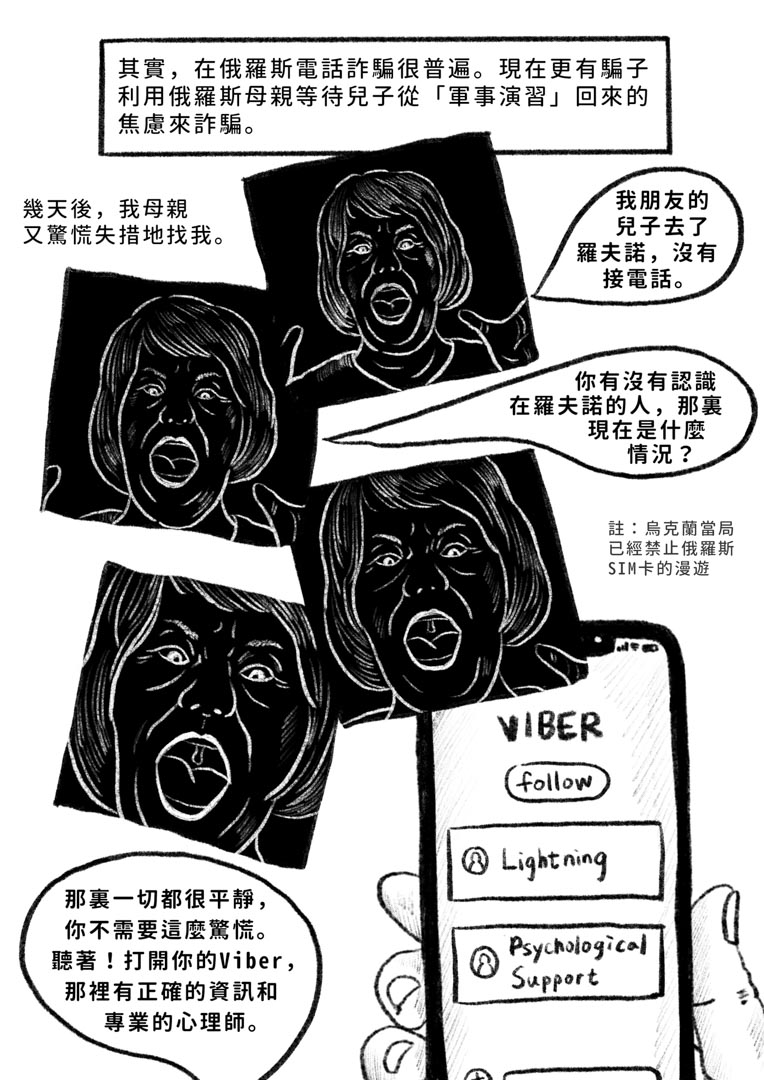 其實，在俄羅斯電話詐騙很普遍。現在更有騙子
利用俄羅斯母親等待兒子從「軍事演習」回來的
焦慮來詐騙。
幾天後，我母親
又驚慌失措地找我。
我朋友的
兒子去了
羅夫諾，沒有
接電話。
你有沒有認識
在羅夫諾的人，那裏
現在是什麼
情況？
註：烏克蘭當局
已經禁止俄羅斯
SIM卡的漫遊
VIBER
follow
Lightning
Psychological
Support
那裏一切都很平靜，
你不需要這麼驚慌。
聽著！打開你的Viber，
那裡有正確的資訊和
專業的心理師。